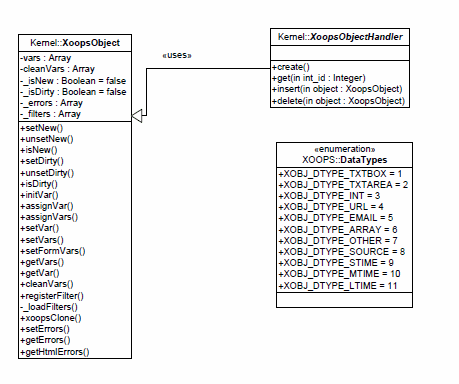 Kernel::XoopsObject
-vars : Array
-cleanVars : Array
-_isNew : Boolean = false
-_isDirty : Boolean = false
-_errors : Array
-_filters : Array
+setNew()
+unsetNew()
+isNew()
+setDirty()
+unsetDirty()
+isDirty()
+initVar()
+assignVar()
+assignVars()
+setVar()
+setVars()
+setFormVars()
+getVars()
+getVar()
+cleanVars()
+registerFilter()
-_loadFilters()
+xoopsClone()
+setErrors()
+getErrors()
+getHtmlErrors()
«uses»
Kernel::XoopsObjectHandler
+create()
+get(in int_id : Integer)
+insert(in object : XoopsObject)
+delete(in object : XoopsObject)
«enumeration»
XOOPS::DataTypes
+XOBJ_DTYPE_TXTBOX = 1
+XOBJ_DTYPE_TXTAREA = 2
+XOBJ_DTYPE_INT = 3
+XOBJ_DTYPE_URL = 4
+XOBJ_DTYPE_EMAIL = 5
+XOBJ_DTYPE_ARRAY = 6
+XOBJ_DTYPE_OTHER = 7
+XOBJ_DTYPE_SOURCE = 8
+XOBJ_DTYPE_STIME = 9
+XOBJ_DTYPE_MTIME = 10
+XOBJ_DTYPE_LTIME = 11